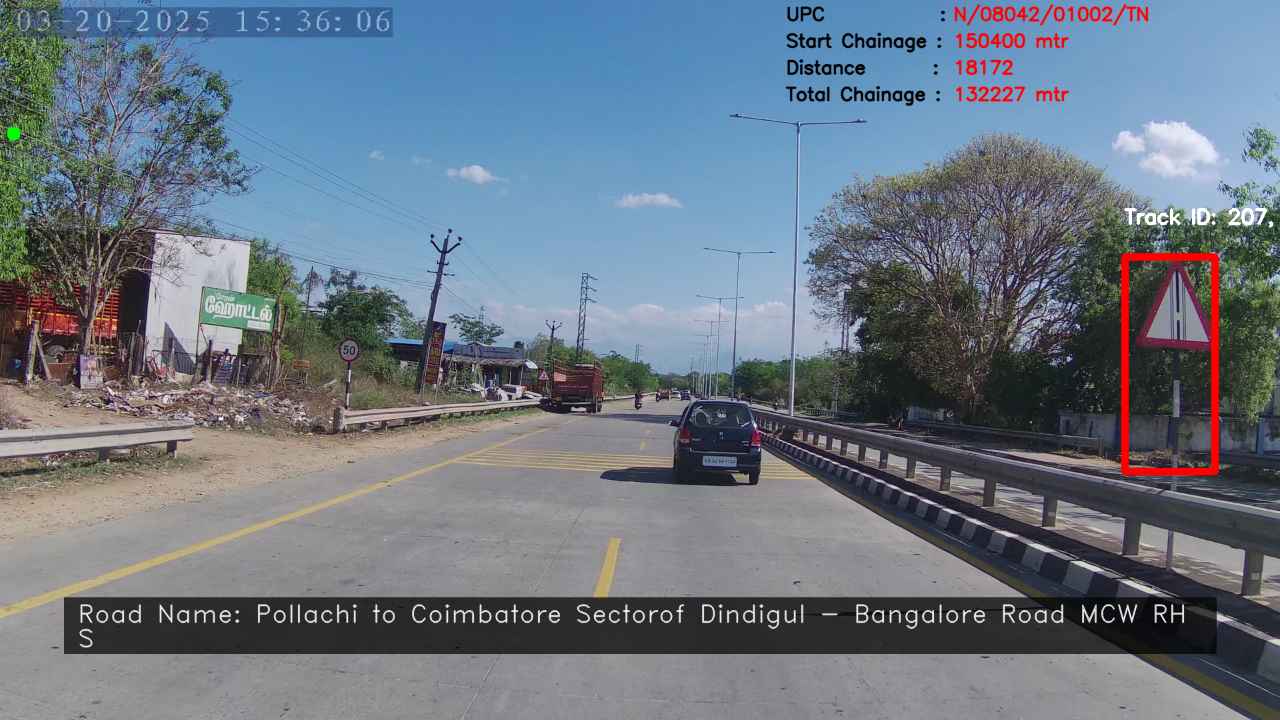 03-20-2025 15:36:06
UPC : N/08042/01002/TN
Start Chainage : 150400 mtr
Distance : 18172
Total Chainage : 132227 mtr
Track ID: 207,
ஹோட்டல்
50
Road Name: Pollachi to Coimbatore Sectorof Dindigul - Bangalore Road MCW RH
S